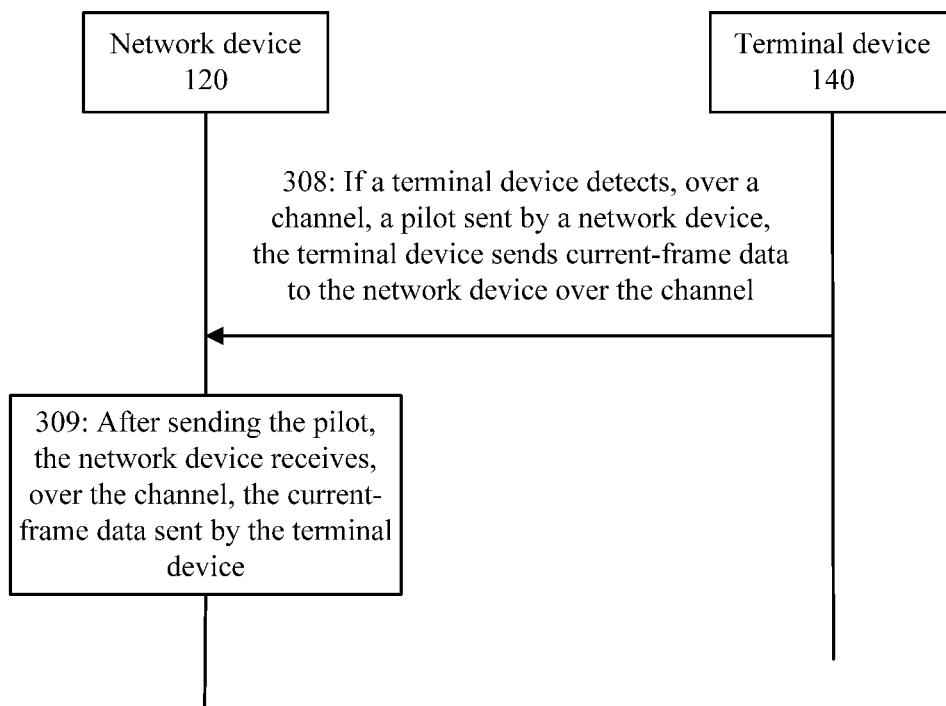 Network device
120
Terminal device
140
308: If a terminal device detects, over a
channel, a pilot sent by a network device,
the terminal device sends current-frame data
to the network device over the channel
309: After sending the pilot,
the network device receives,
over the channel, the current-
frame data sent by the terminal
device